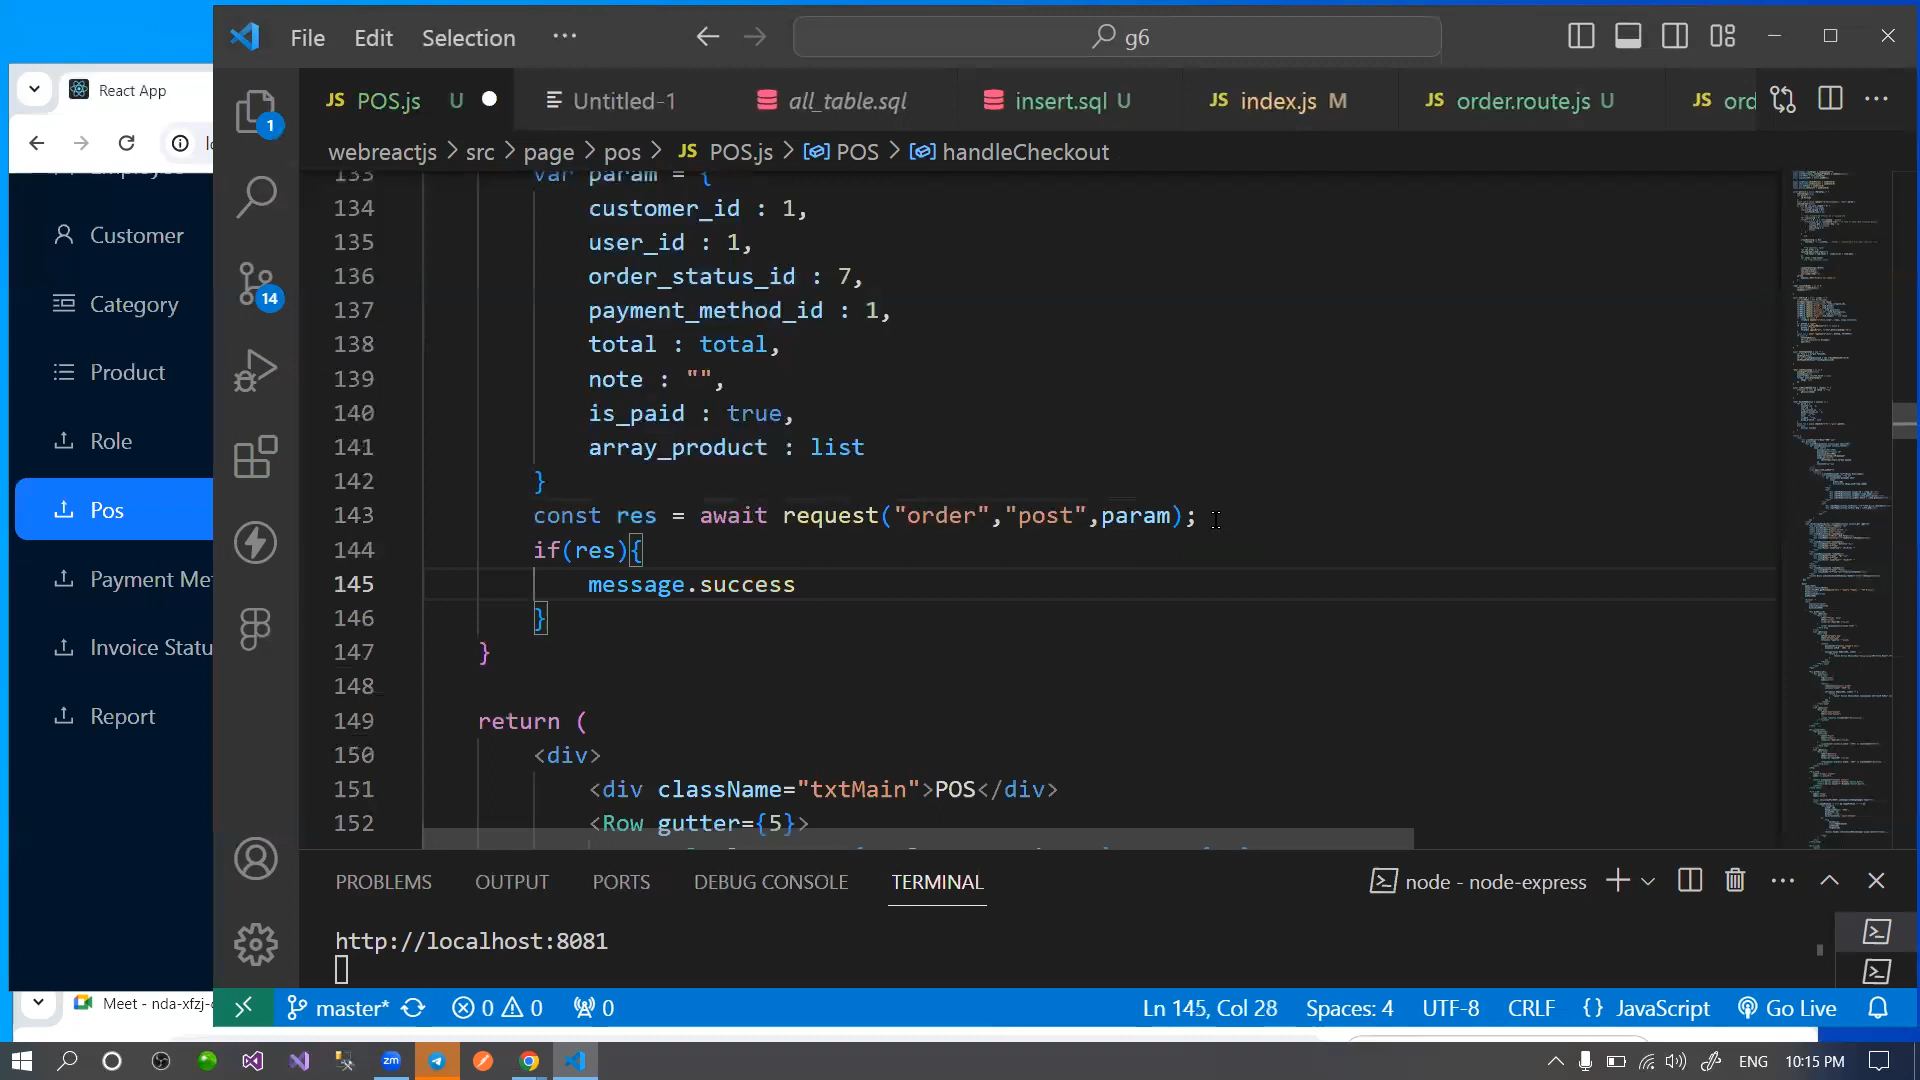 File Edit Selection ···
g6
React App
JS POS.js U
Untitled-1
all_table.sql
insert.sql U
JS index.js M
JS order.route.js U
JS ord
webreactjs > src > page > pos > JS POS.js > POS > handleCheckout
1
14
Customer
Category
Product
Role
Pos
Payment Me
Invoice Statu
Report
133 var param = {
134 customer_id : 1,
135 user_id : 1,
136 order_status_id : 7,
137 payment_method_id : 1,
138 total : total,
139 note : "",
140 is_paid : true,
141 array_product : list
142 }
143 const res = await request("order","post",param);
144 if(res){
145 message.success
146 }
147 }
148
149 return (
150 <div>
151 <div className="txtMain">POS</div>
152 <Row gutter={5}>
PROBLEMS OUTPUT PORTS DEBUG CONSOLE TERMINAL
node - node-express
http://localhost:8081
Meet - nda-xfzj-
master* 0 0 0
Ln 145, Col 28 Spaces: 4 UTF-8 CRLF {} JavaScript Go Live
zm
ENG 10:15 PM